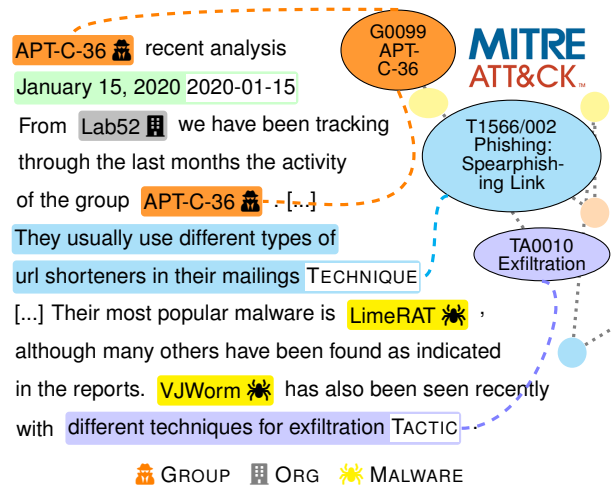 APT-C-36 recent analysis
January 15, 2020 2020-01-15
From Lab52 we have been tracking
through the last months the activity
of the group APT-C-36 . [...]
They usually use different types of
url shorteners in their mailings TECHNIQUE
[...] Their most popular malware is LimeRAT ,
although many others have been found as indicated
in the reports. VJWorm has also been seen recently
with different techniques for exfiltration TACTIC .
G0099
APT-
C-36
MITRE
ATT&CK™
T1566/002
Phishing:
Spearphish-
ing Link
TA0010
Exfiltration
GROUP ORG MALWARE